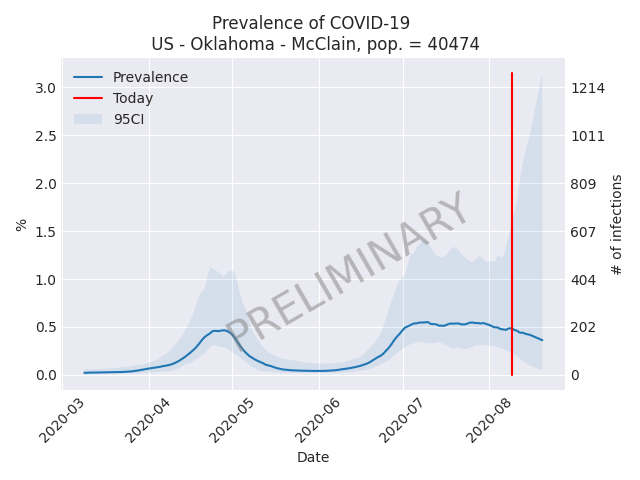 Prevalence of COVID-19
US - Oklahoma - McClain, pop. = 40474
Prevalence
Today
95CI
3.0
2.5
2.0
1.5
1.0
0.5
0.0
%
1214
1011
809
607
404
202
0
# of infections
PRELIMINARY
2020-03
2020-04
2020-05
2020-06
2020-07
2020-08
Date